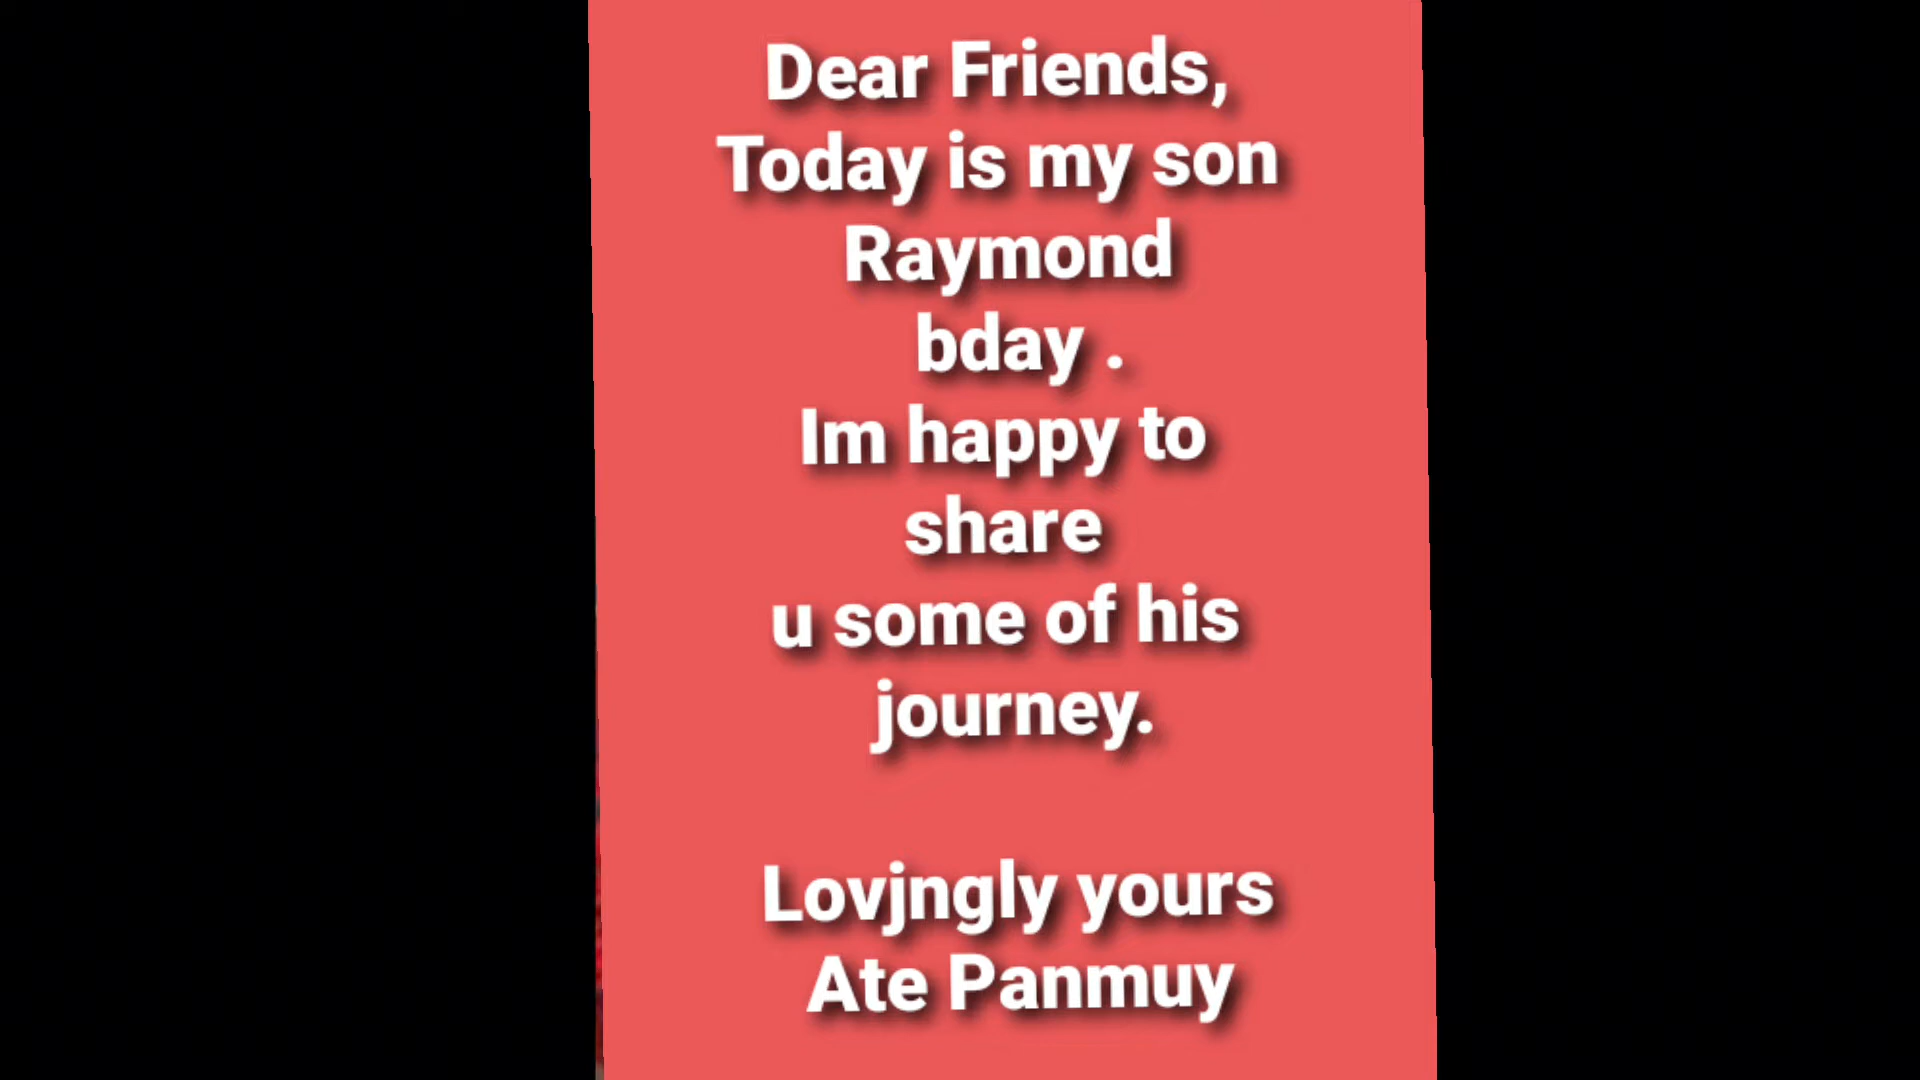 Dear Friends,
Today is my son
Raymond
bday .
Im happy to
share
u some of his
journey.
Lovjngly yours
Ate Panmuy